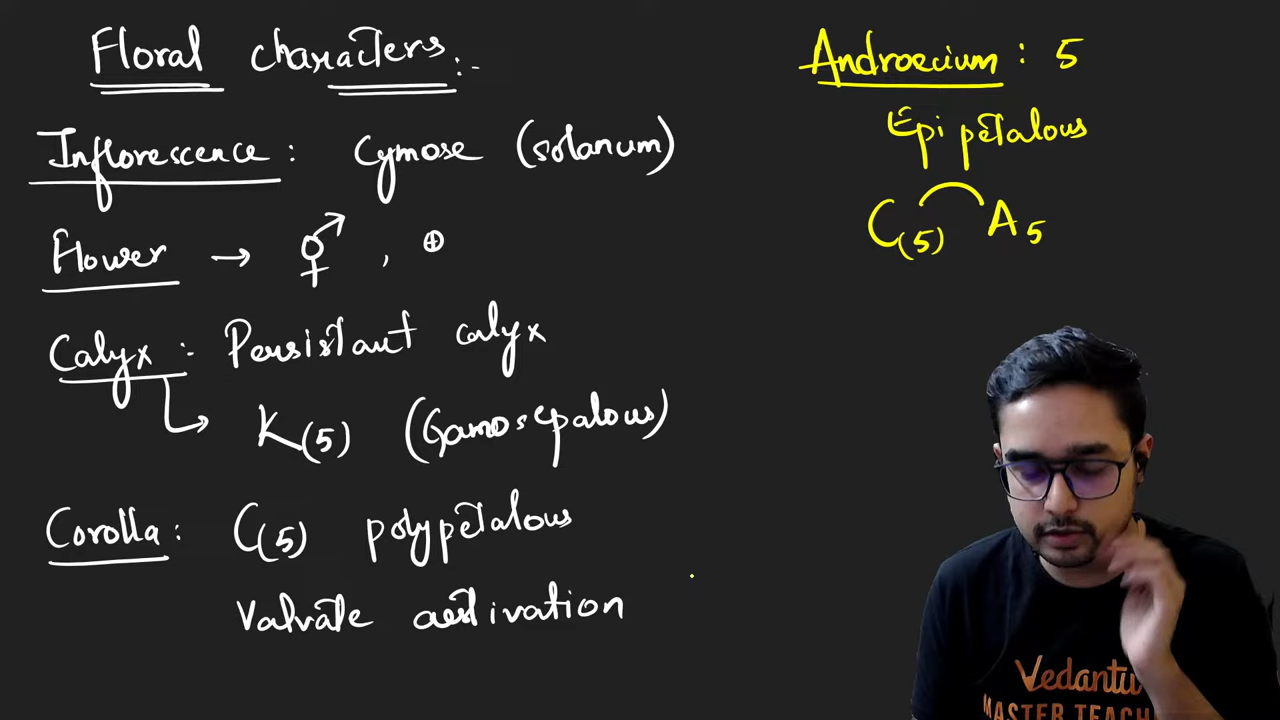 Floral characters:-
Inflorescence: Cymose (solanum)
Flower → ⚥, ⊕
Calyx: Persistant calyx
↳ K(5) (Gamosepalous)
Corolla: C(5) polypetalous
Valvate aestivation
Androecium: 5
Epipetalous
C(5) A5
Vedantu
MASTER TEACH